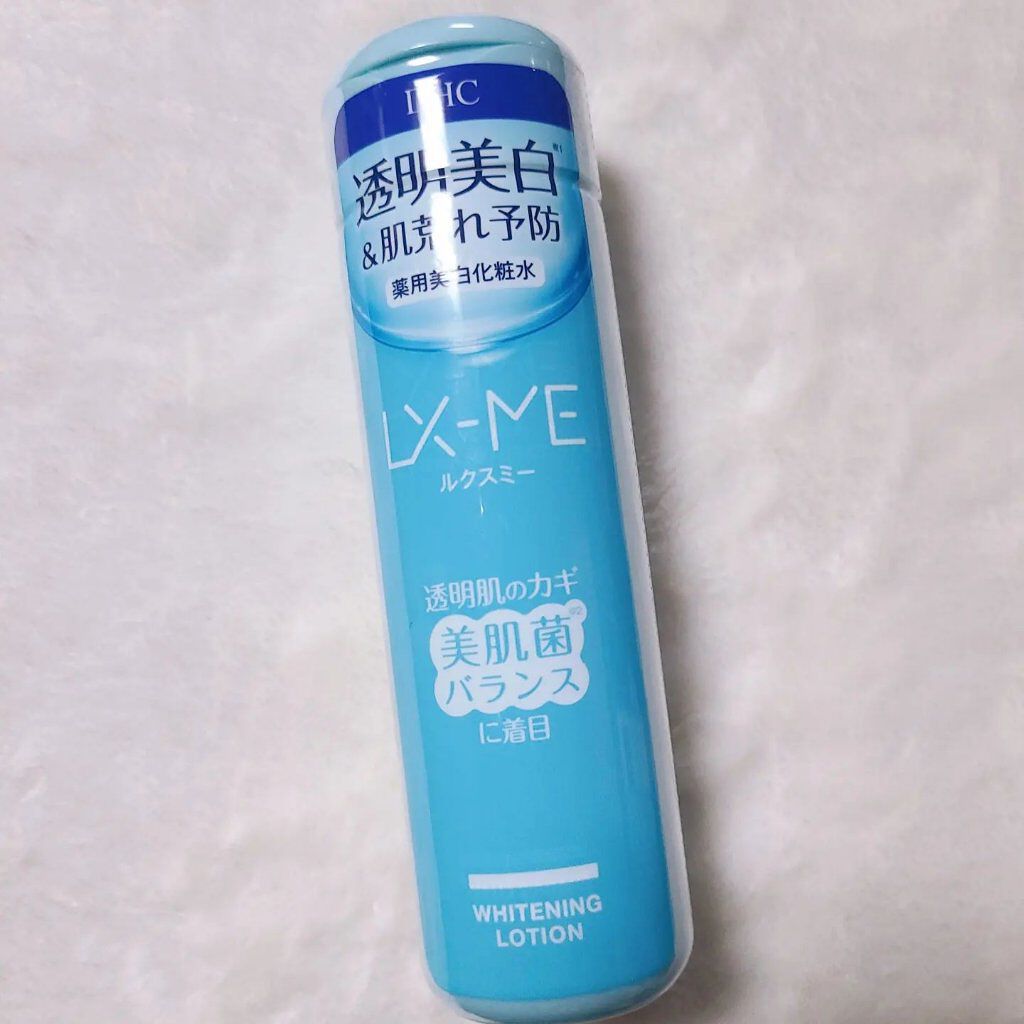 DHC
透明美白※1
&肌荒れ予防
薬用美白化粧水
LX-ME
ルクスミー
透明肌のカギ
美肌菌※2
バランス
に着目
WHITENING
LOTION